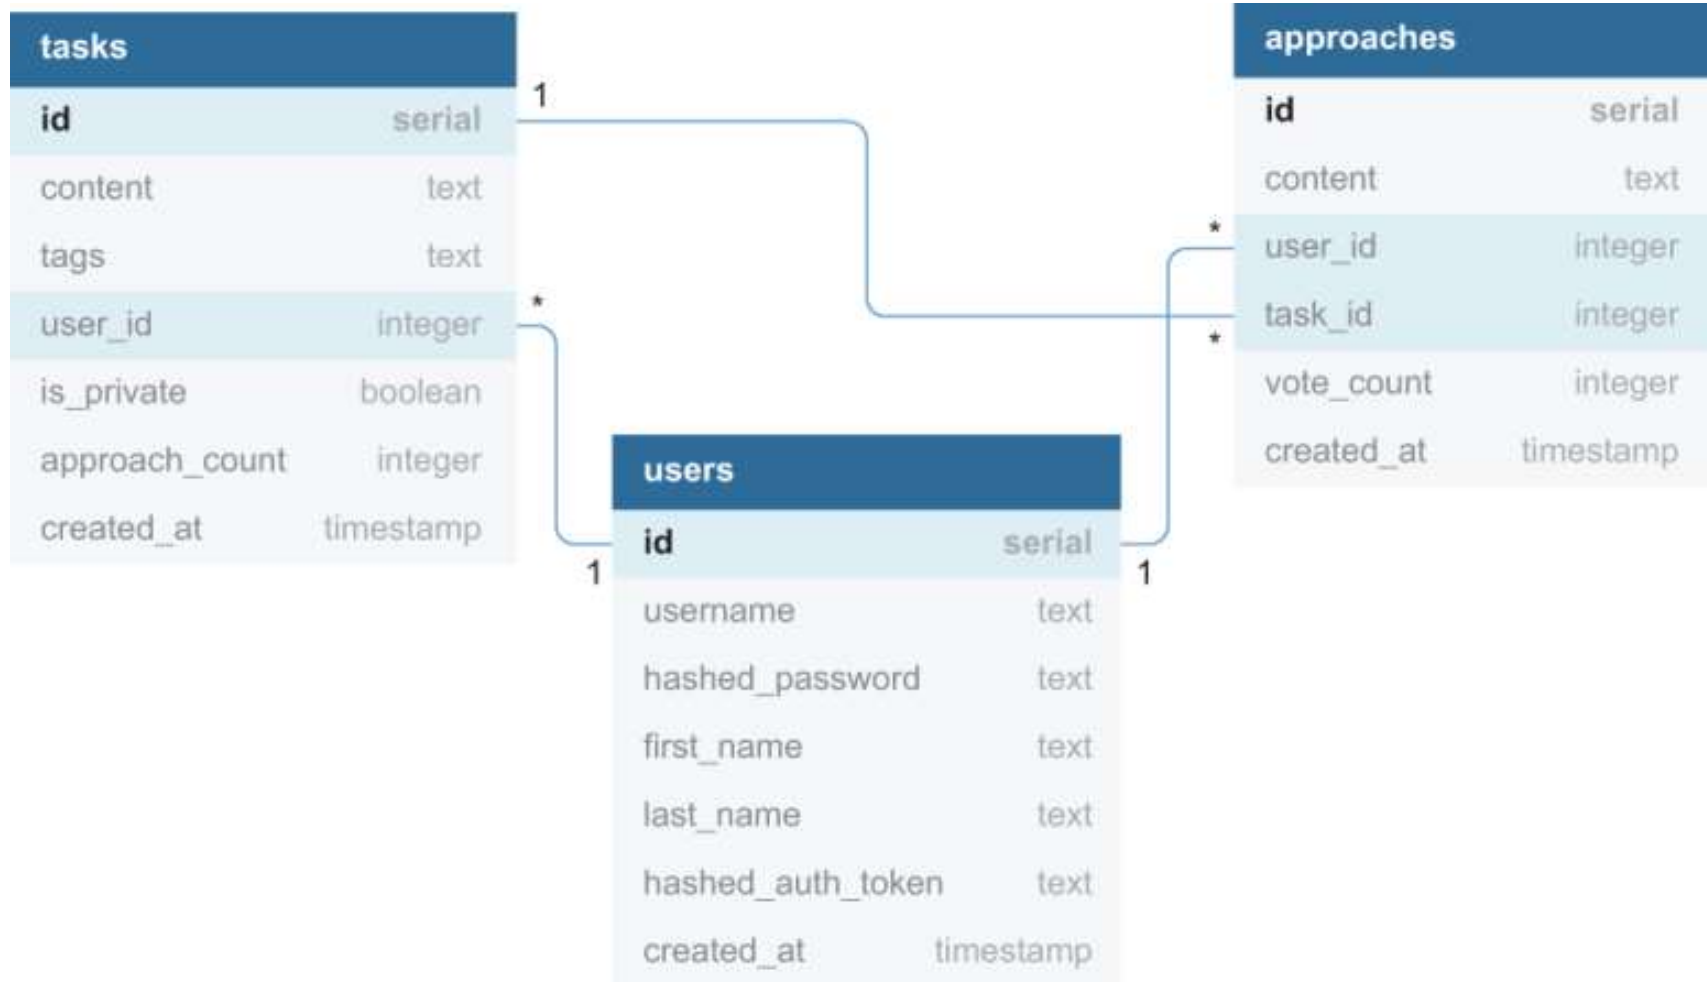 tasks
id serial
content text
tags text
user_id integer
is_private boolean
approach_count integer
created_at timestamp
1
*
approaches
id serial
content text
user_id integer
task_id integer
vote_count integer
created_at timestamp
*
*
users
id serial
username text
hashed_password text
first_name text
last_name text
hashed_auth_token text
created_at timestamp
1
1